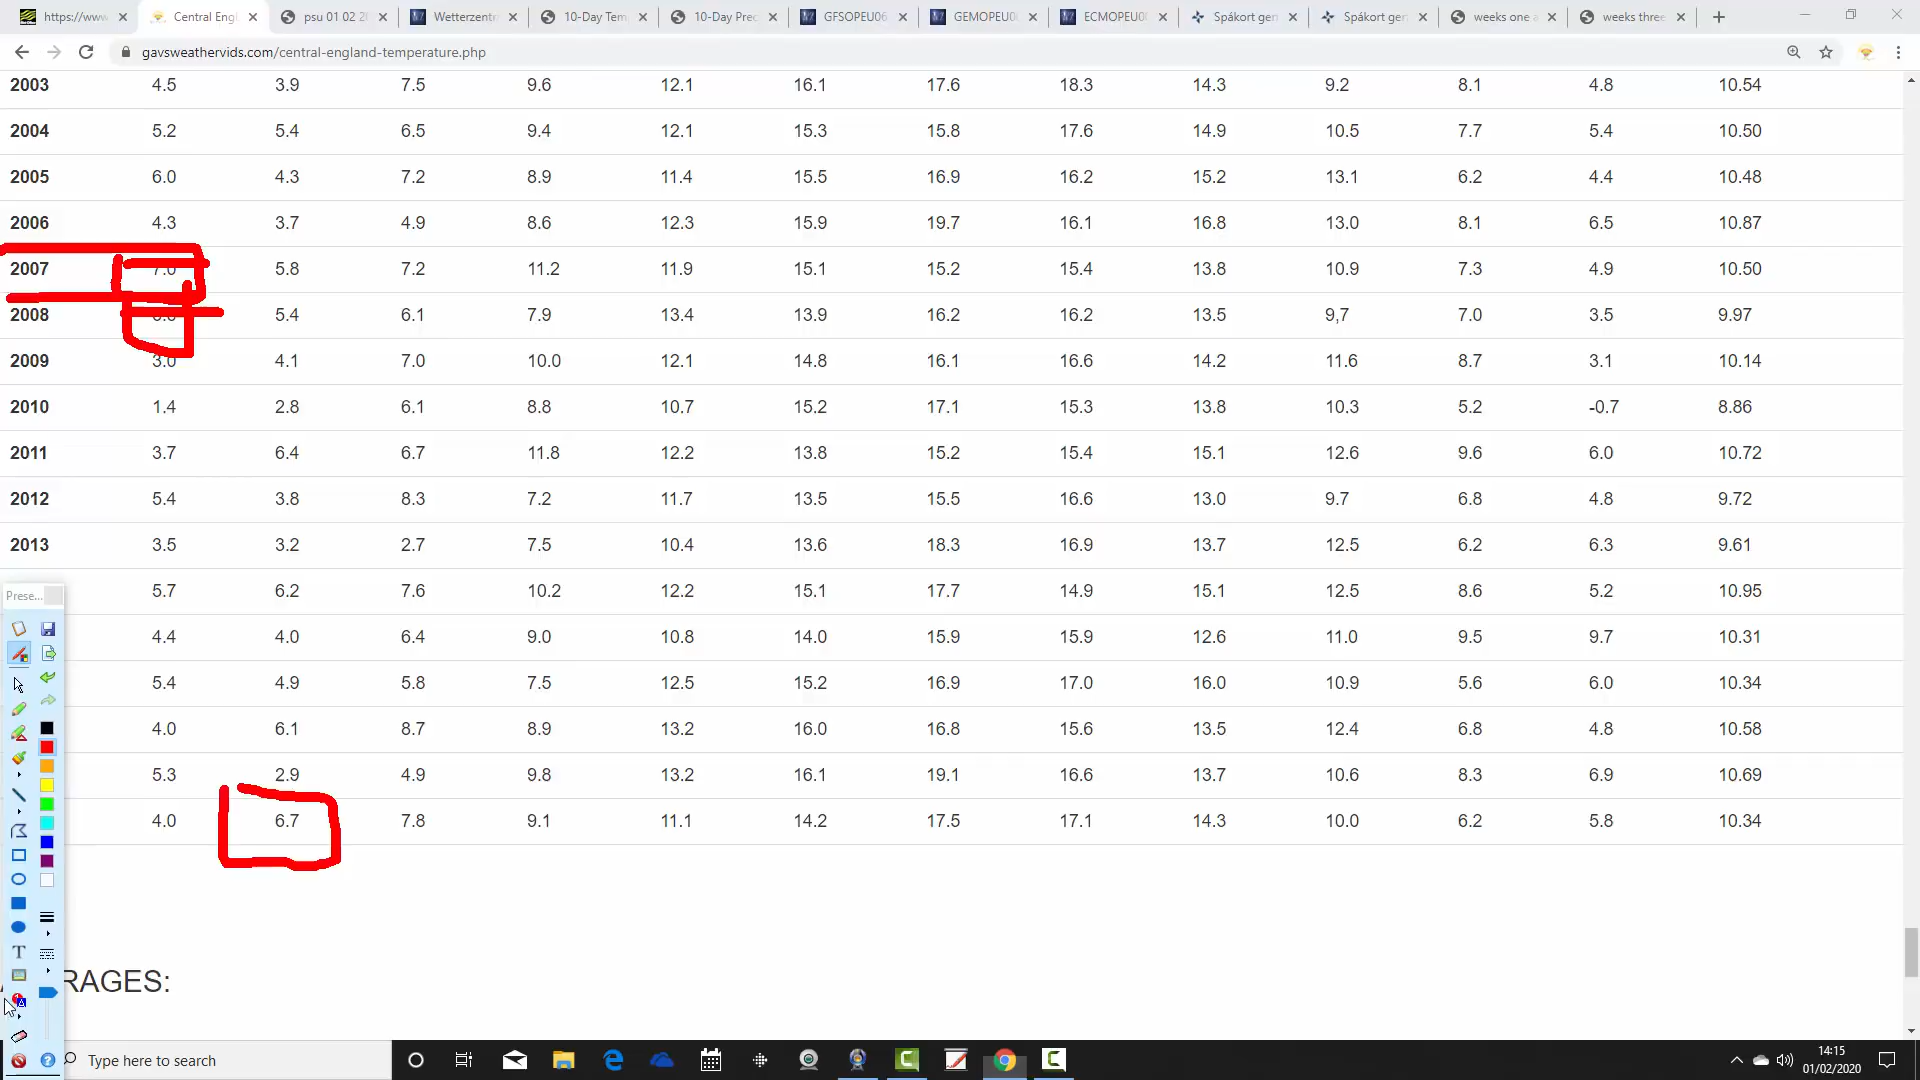 https://www.
Central Engl
psu 01 02 2
Wetterzentr
10-Day Tem
10-Day Prec
GFSOPEU06
GEMOPEU0
ECMOPEU0
Spákort ger
Spákort ger
weeks one a
weeks three
gavsweathervids.com/central-england-temperature.php
2003 4.5 3.9 7.5 9.6 12.1 16.1 17.6 18.3 14.3 9.2 8.1 4.8 10.54
2004 5.2 5.4 6.5 9.4 12.1 15.3 15.8 17.6 14.9 10.5 7.7 5.4 10.50
2005 6.0 4.3 7.2 8.9 11.4 15.5 16.9 16.2 15.2 13.1 6.2 4.4 10.48
2006 4.3 3.7 4.9 8.6 12.3 15.9 19.7 16.1 16.8 13.0 8.1 6.5 10.87
2007 7.0 5.8 7.2 11.2 11.9 15.1 15.2 15.4 13.8 10.9 7.3 4.9 10.50
2008 5.4 6.1 7.9 13.4 13.9 16.2 16.2 13.5 9,7 7.0 3.5 9.97
2009 3.0 4.1 7.0 10.0 12.1 14.8 16.1 16.6 14.2 11.6 8.7 3.1 10.14
2010 1.4 2.8 6.1 8.8 10.7 15.2 17.1 15.3 13.8 10.3 5.2 -0.7 8.86
2011 3.7 6.4 6.7 11.8 12.2 13.8 15.2 15.4 15.1 12.6 9.6 6.0 10.72
2012 5.4 3.8 8.3 7.2 11.7 13.5 15.5 16.6 13.0 9.7 6.8 4.8 9.72
2013 3.5 3.2 2.7 7.5 10.4 13.6 18.3 16.9 13.7 12.5 6.2 6.3 9.61
5.7 6.2 7.6 10.2 12.2 15.1 17.7 14.9 15.1 12.5 8.6 5.2 10.95
4.4 4.0 6.4 9.0 10.8 14.0 15.9 15.9 12.6 11.0 9.5 9.7 10.31
5.4 4.9 5.8 7.5 12.5 15.2 16.9 17.0 16.0 10.9 5.6 6.0 10.34
4.0 6.1 8.7 8.9 13.2 16.0 16.8 15.6 13.5 12.4 6.8 4.8 10.58
5.3 2.9 4.9 9.8 13.2 16.1 19.1 16.6 13.7 10.6 8.3 6.9 10.69
4.0 6.7 7.8 9.1 11.1 14.2 17.5 17.1 14.3 10.0 6.2 5.8 10.34
Prese...
RAGES:
Type here to search
14:15
01/02/2020